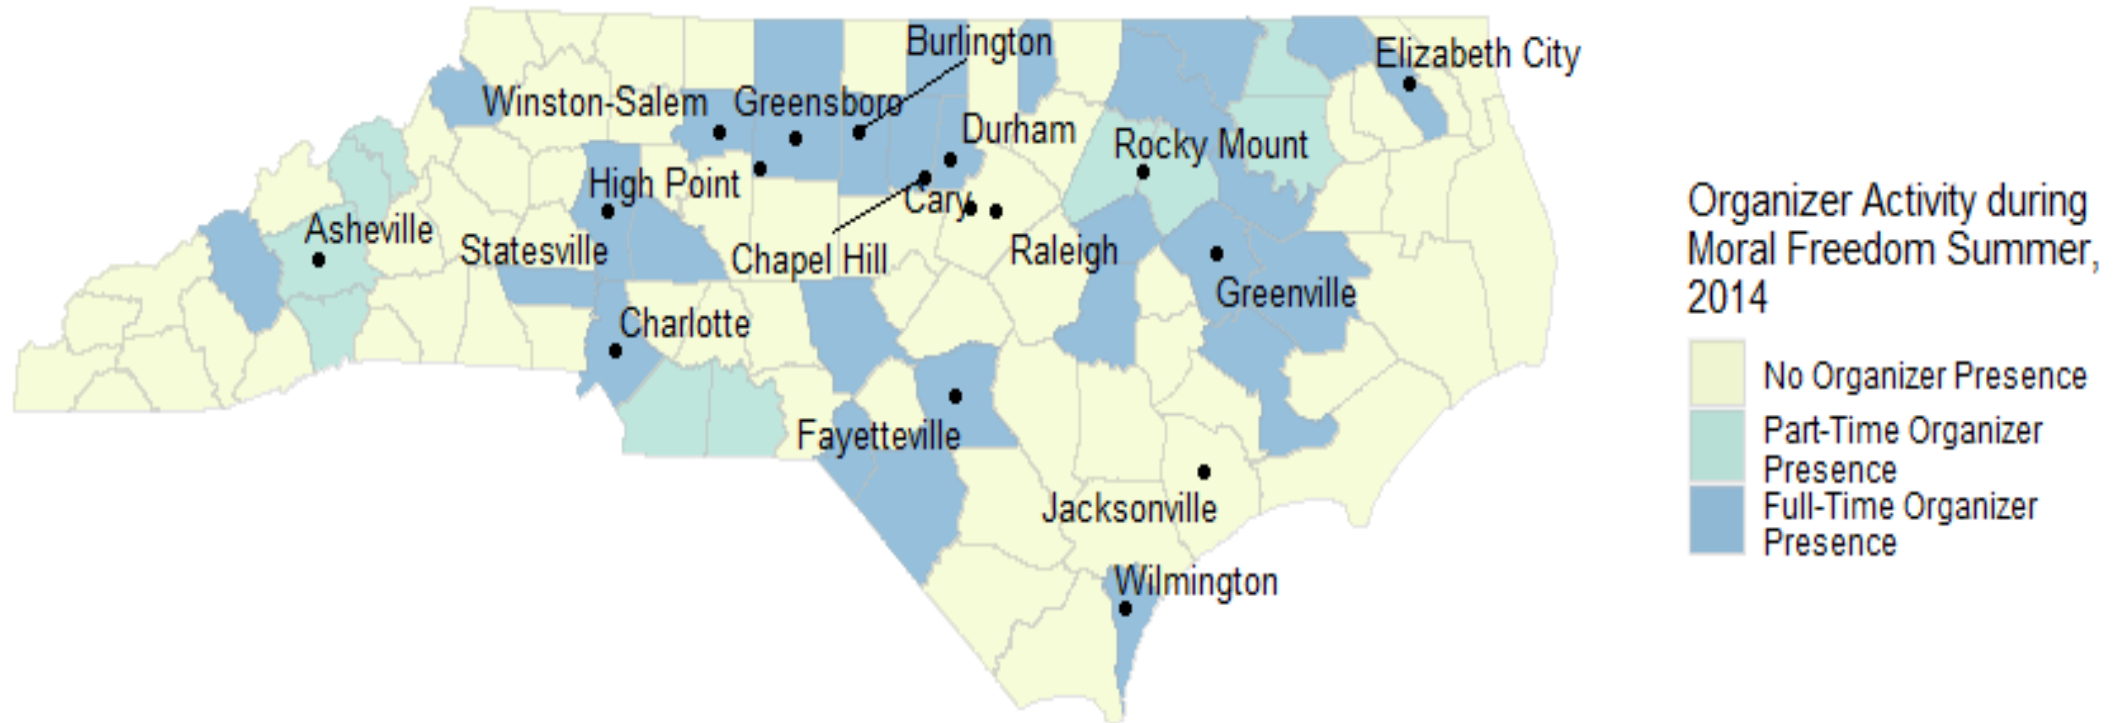 Burlington
Elizabeth City
Winston-Salem
Greensboro
Durham
Rocky Mount
High Point
Cary
Asheville
Statesville
Chapel Hill
Raleigh
Greenville
Charlotte
Fayetteville
Jacksonville
Wilmington
Organizer Activity during
Moral Freedom Summer,
2014
No Organizer Presence
Part-Time Organizer
Presence
Full-Time Organizer
Presence